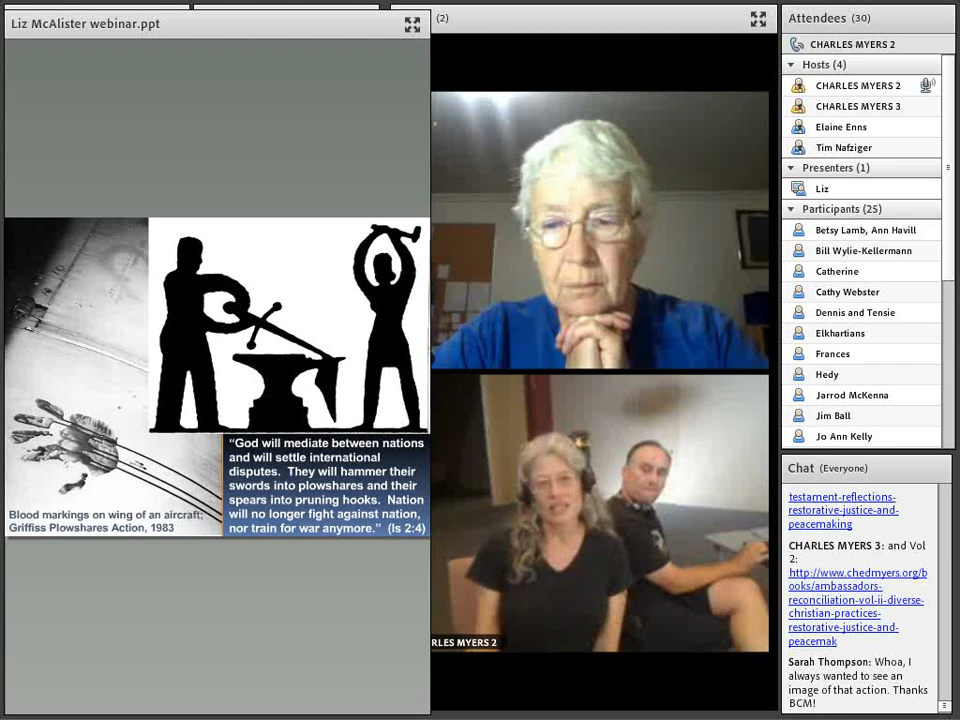 Liz McAlister webinar.ppt
Blood markings on wing of an aircraft;
Griffiss Plowshares Action, 1983
“God will mediate between nations
and will settle international
disputes. They will hammer their
swords into plowshares and their
spears into pruning hooks. Nation
will no longer fight against nation,
nor train for war anymore.” (Is 2:4)
(2)
RLES MYERS 2
Attendees (30)
CHARLES MYERS 2
Hosts (4)
CHARLES MYERS 2
CHARLES MYERS 3
Elaine Enns
Tim Nafziger
Presenters (1)
Liz
Participants (25)
Betsy Lamb, Ann Havill
Bill Wylie-Kellermann
Catherine
Cathy Webster
Dennis and Tensie
Elkhartians
Frances
Hedy
Jarrod McKenna
Jim Ball
Jo Ann Kelly
Chat (Everyone)
testament-reflections-
restorative-justice-and-
peacemaking
CHARLES MYERS 3: and Vol
2:
http://www.chedmyers.org/b
ooks/ambassadors-
reconciliation-vol-ii-diverse-
christian-practices-
restorative-justice-and-
peacemak
Sarah Thompson: Whoa, I
always wanted to see an
image of that action. Thanks
BCM!